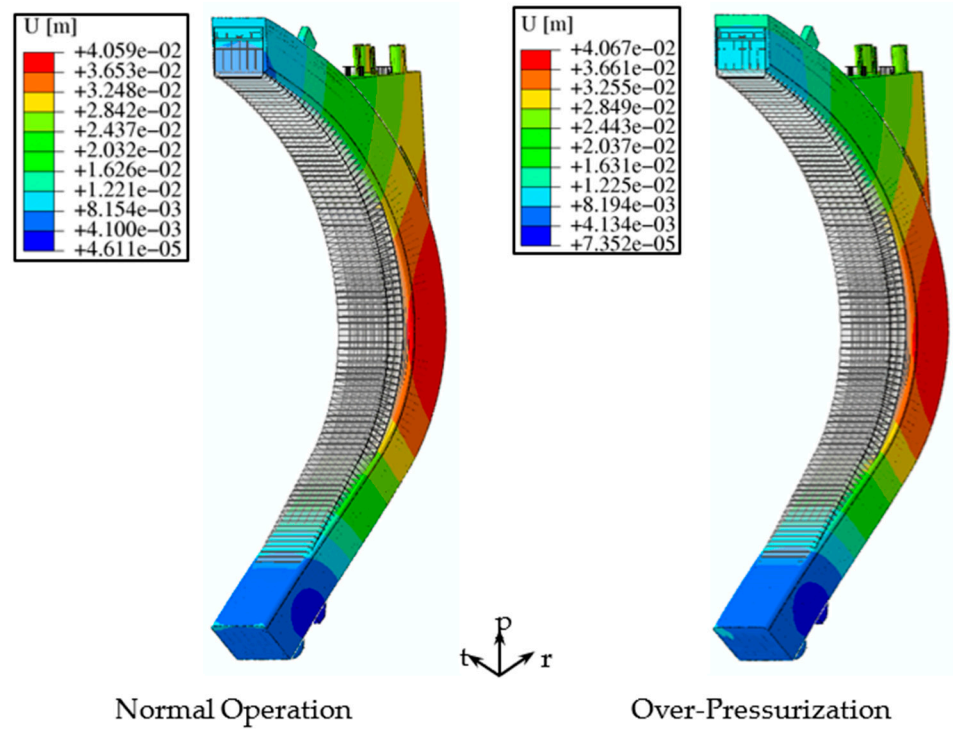 U [m]
+4.059e−02
+3.653e−02
+3.248e−02
+2.842e−02
+2.437e−02
+2.032e−02
+1.626e−02
+1.221e−02
+8.154e−03
+4.100e−03
+4.611e−05
U [m]
+4.067e−02
+3.661e−02
+3.255e−02
+2.849e−02
+2.443e−02
+2.037e−02
+1.631e−02
+1.225e−02
+8.194e−03
+4.134e−03
+7.352e−05
p
t
r
Normal Operation
Over-Pressurization